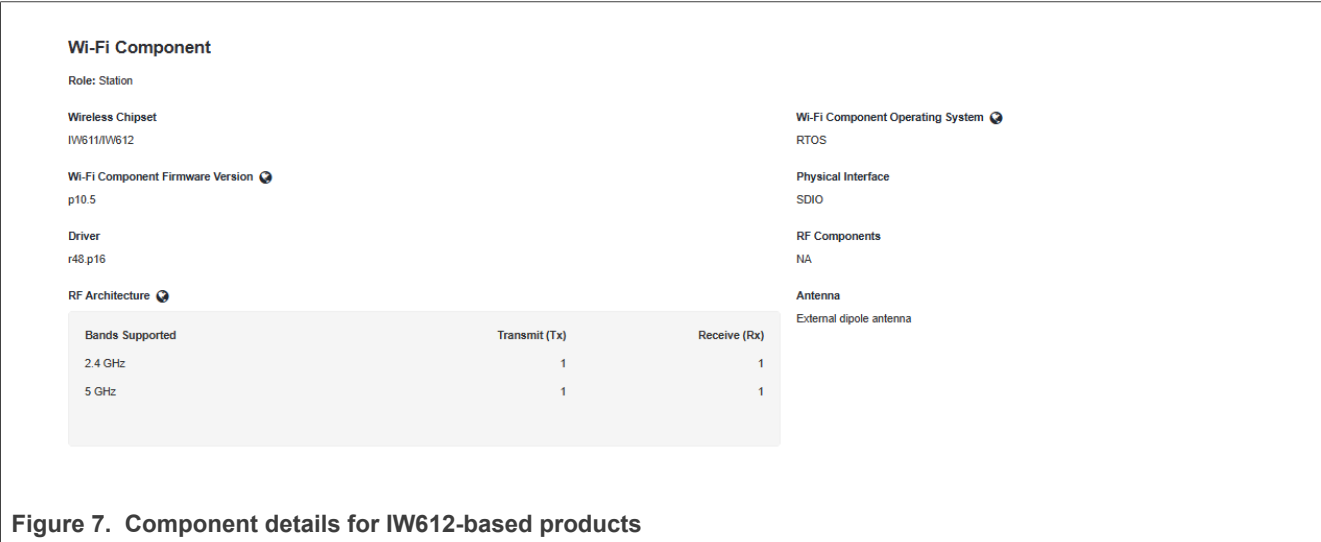 Wi-Fi Component
Role: Station
Wireless Chipset
IW611/IW612
Wi-Fi Component Firmware Version
p10.5
Driver
r48.p16
RF Architecture
Bands Supported Transmit (Tx) Receive (Rx)
2.4 GHz 1 1
5 GHz 1 1
Wi-Fi Component Operating System
RTOS
Physical Interface
SDIO
RF Components
NA
Antenna
External dipole antenna
Figure 7. Component details for IW612-based products